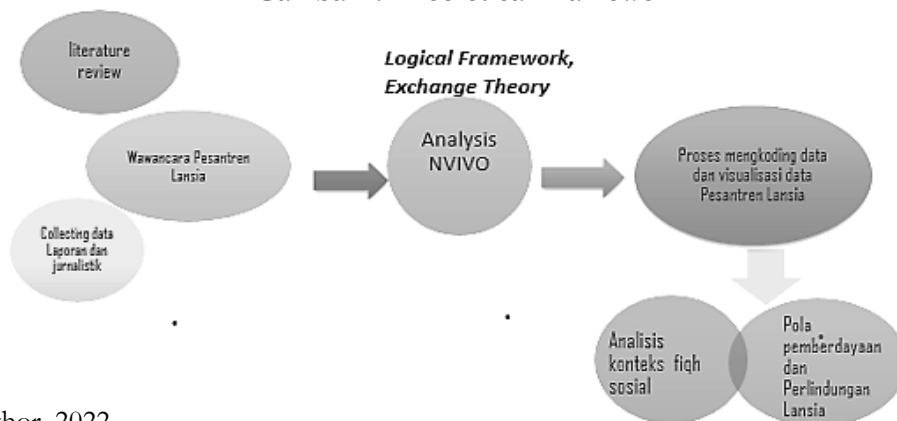 literature
review
Wawancara Pesantren
Lansia
Collecting data
Laporan dan
jurnalistik
Logical Framework,
Exchange Theory
Analysis
NVIVO
Proses mengkoding data
dan visualisasi data
Pesantren Lansia
Analisis
konteks fiqh
sosial
Pola
pemberdayaan
dan
Perlindungan
Lansia
2022